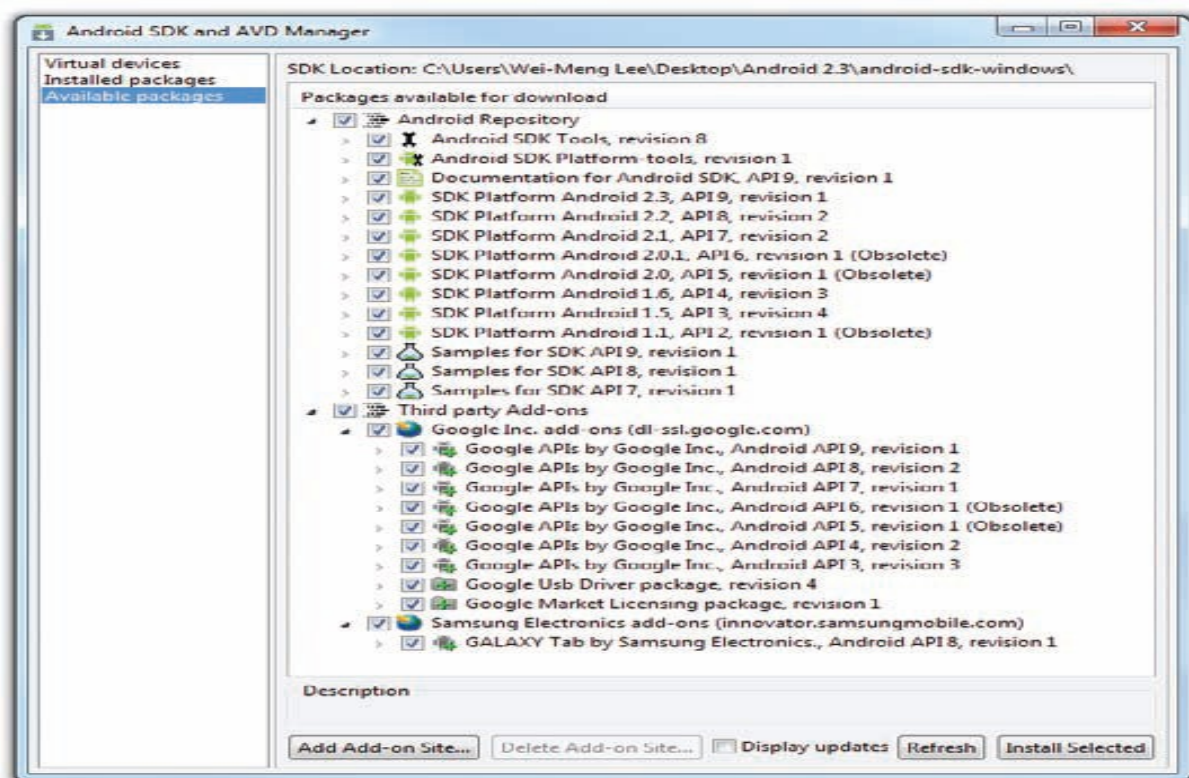 Android SDK and AVD Manager
Virtual devices
Installed packages
Available packages
SDK Location: C:\Users\Wei-Meng Lee\Desktop\Android 2.3\android-sdk-windows\
Packages available for download
Android Repository
Android SDK Tools, revision 8
Android SDK Platform-tools, revision 1
Documentation for Android SDK, API 9, revision 1
SDK Platform Android 2.3, API 9, revision 1
SDK Platform Android 2.2, API 8, revision 2
SDK Platform Android 2.1, API 7, revision 2
SDK Platform Android 2.0.1, API 6, revision 1 (Obsolete)
SDK Platform Android 2.0, API 5, revision 1 (Obsolete)
SDK Platform Android 1.6, API 4, revision 3
SDK Platform Android 1.5, API 3, revision 4
SDK Platform Android 1.1, API 2, revision 1 (Obsolete)
Samples for SDK API 9, revision 1
Samples for SDK API 8, revision 1
Samples for SDK API 7, revision 1
Third party Add-ons
Google Inc. add-ons (dl-ssl.google.com)
Google APIs by Google Inc., Android API 9, revision 1
Google APIs by Google Inc., Android API 8, revision 2
Google APIs by Google Inc., Android API 7, revision 1
Google APIs by Google Inc., Android API 6, revision 1 (Obsolete)
Google APIs by Google Inc., Android API 5, revision 1 (Obsolete)
Google APIs by Google Inc., Android API 4, revision 2
Google APIs by Google Inc., Android API 3, revision 3
Google Usb Driver package, revision 4
Google Market Licensing package, revision 1
Samsung Electronics add-ons (innovator.samsungmobile.com)
GALAXY Tab by Samsung Electronics., Android API 8, revision 1
Description
Add Add-on Site... Delete Add-on Site... Display updates Refresh Install Selected